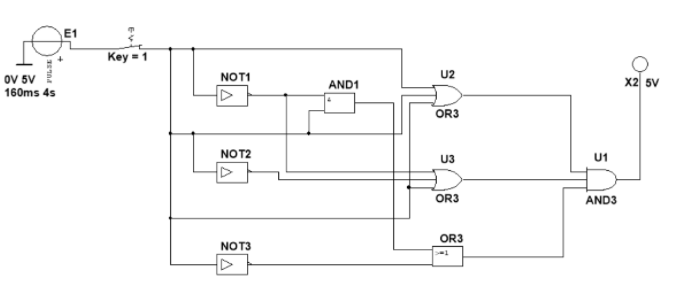 E1
PULSE
+
0V 5V
160ms 4s
Key = 1
NOT1
AND1
&
NOT2
NOT3
U2
OR3
U3
OR3
OR3
>=1
U1
AND3
X2 5V